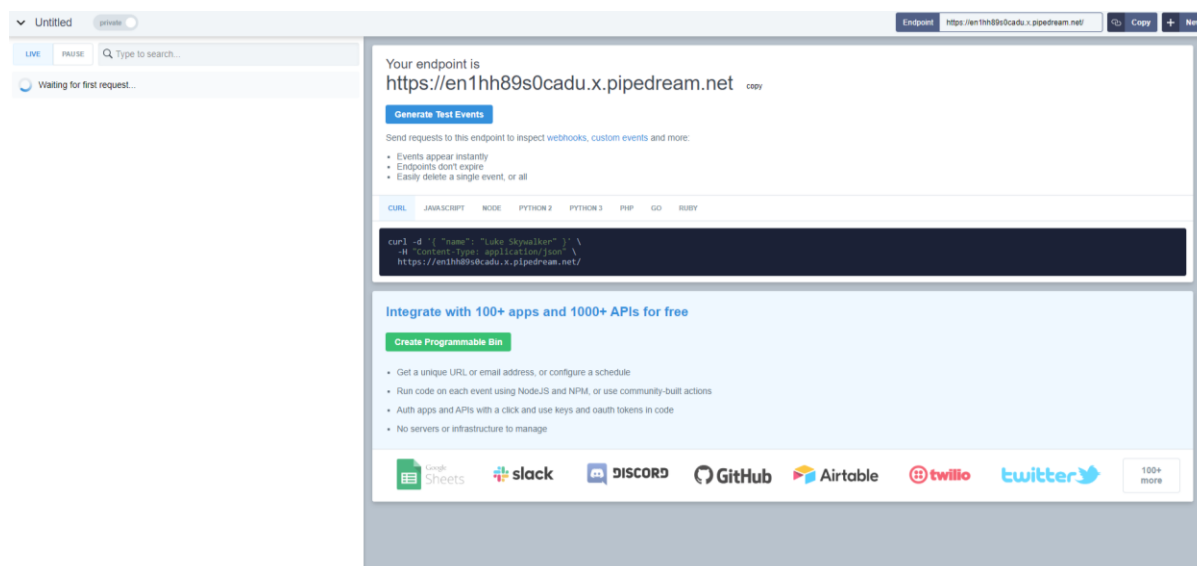 Untitled private Endpoint https://en1hh89s0cadu.x.pipedream.net/ Copy + New
LIVE PAUSE Type to search...
Waiting for first request...
Your endpoint is
https://en1hh89s0cadu.x.pipedream.net copy
Generate Test Events
Send requests to this endpoint to inspect webhooks, custom events and more:
• Events appear instantly
• Endpoints don't expire
• Easily delete a single event, or all
CURL JAVASCRIPT NODE PYTHON 2 PYTHON 3 PHP GO RUBY
curl -d '{ "name": "Luke Skywalker" }' \
-H "Content-Type: application/json" \
https://en1hh89s0cadu.x.pipedream.net/
Integrate with 100+ apps and 1000+ APIs for free
Create Programmable Bin
• Get a unique URL or email address, or configure a schedule
• Run code on each event using NodeJS and NPM, or use community-built actions
• Auth apps and APIs with a click and use keys and oauth tokens in code
• No servers or infrastructure to manage
Google Sheets slack DISCORD GitHub Airtable twilio twitter 100+ more